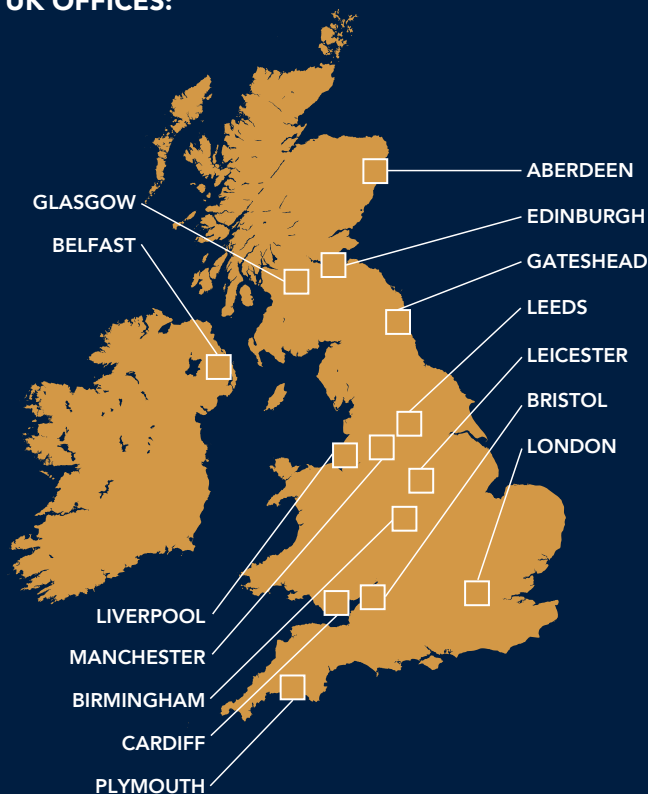 UK OFFICES:
ABERDEEN
GLASGOW
EDINBURGH
BELFAST
GATESHEAD
LEEDS
LEICESTER
BRISTOL
LONDON
LIVERPOOL
MANCHESTER
BIRMINGHAM
CARDIFF
PLYMOUTH